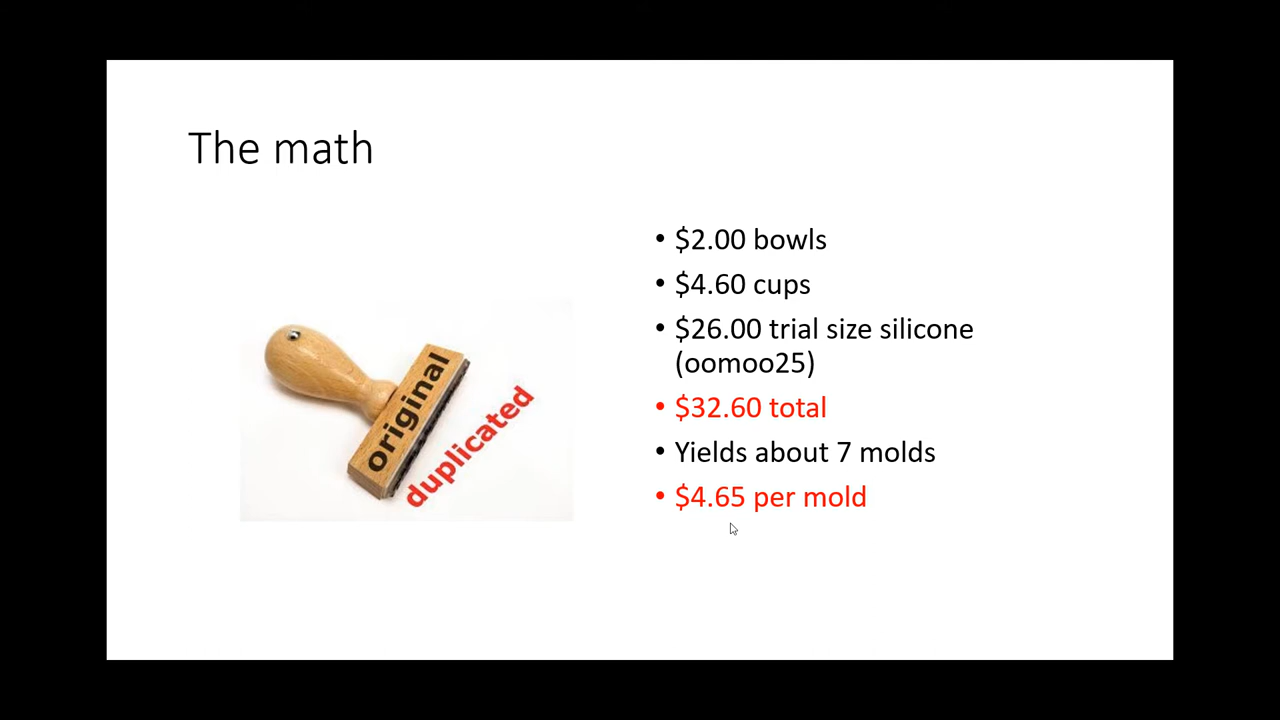 The math
• $2.00 bowls
• $4.60 cups
• $26.00 trial size silicone
(oomoo25)
• $32.60 total
• Yields about 7 molds
• $4.65 per mold
original
duplicated